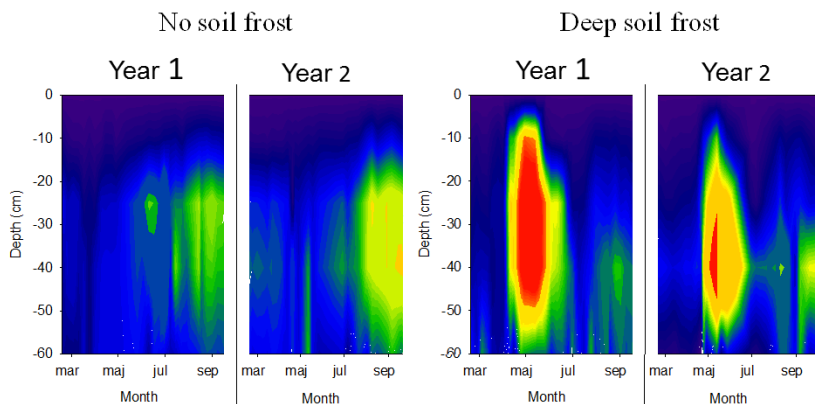 No soil frost
Deep soil frost
Year 1
Year 2
Year 1
Year 2
0
-10
-20
-30
-40
-50
-60
Depth (cm)
mar
maj
jul
sep
Month
mar
maj
jul
sep
Month
0
-10
-20
-30
-40
-50
-60
Depth (cm)
mar
maj
jul
sep
Month
mar
maj
jul
sep
Month